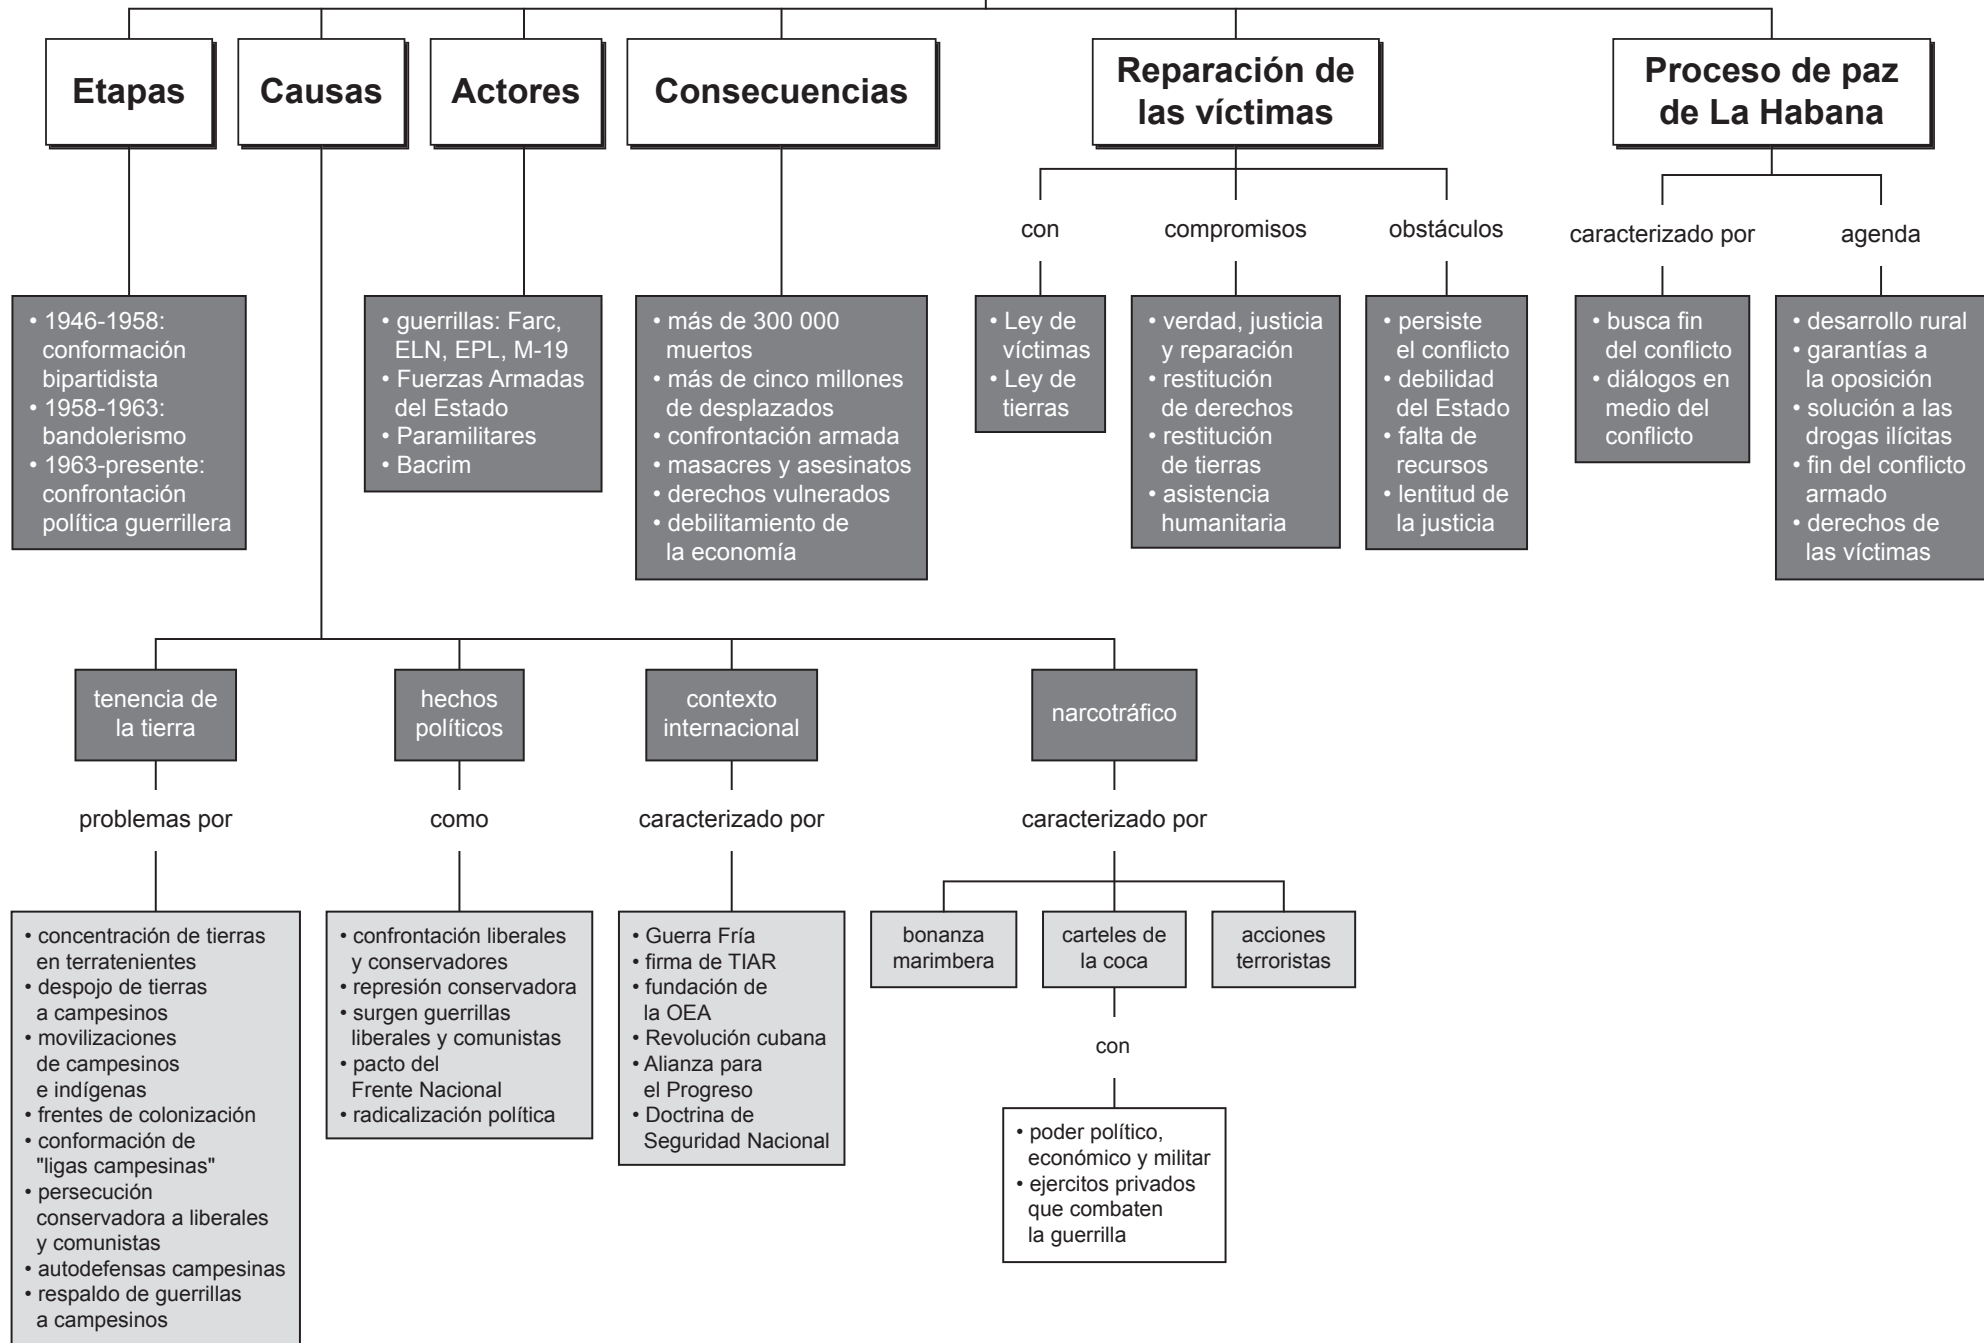 Etapas
Causas
Actores
Consecuencias
Reparación de
las víctimas
Proceso de paz
de La Habana
con
compromisos
obstáculos
caracterizado por
agenda
• 1946-1958:
conformación
bipartidista
• 1958-1963:
bandolerismo
• 1963-presente:
confrontación
política guerrillera
• guerrillas: Farc,
ELN, EPL, M-19
• Fuerzas Armadas
del Estado
• Paramilitares
• Bacrim
• más de 300 000
muertos
• más de cinco millones
de desplazados
• confrontación armada
• masacres y asesinatos
• derechos vulnerados
• debilitamiento de
la economía
• Ley de
víctimas
• Ley de
tierras
• verdad, justicia
y reparación
• restitución
de derechos
• restitución
de tierras
• asistencia
humanitaria
• persiste
el conflicto
• debilidad
del Estado
• falta de
recursos
• lentitud de
la justicia
• busca fin
del conflicto
• diálogos en
medio del
conflicto
• desarrollo rural
• garantías a
la oposición
• solución a las
drogas ilícitas
• fin del conflicto
armado
• derechos de
las víctimas
tenencia de
la tierra
hechos
políticos
contexto
internacional
narcotráfico
problemas por
como
caracterizado por
caracterizado por
• concentración de tierras
en terratenientes
• despojo de tierras
a campesinos
• movilizaciones
de campesinos
e indígenas
• frentes de colonización
• conformación de
"ligas campesinas"
• persecución
conservadora a liberales
y comunistas
• autodefensas campesinas
• respaldo de guerrillas
a campesinos
• confrontación liberales
y conservadores
• represión conservadora
• surgen guerrillas
liberales y comunistas
• pacto del
Frente Nacional
• radicalización política
• Guerra Fría
• firma de TIAR
• fundación de
la OEA
• Revolución cubana
• Alianza para
el Progreso
• Doctrina de
Seguridad Nacional
bonanza
marimbera
carteles de
la coca
acciones
terroristas
con
• poder político,
económico y militar
• ejercitos privados
que combaten
la guerrilla